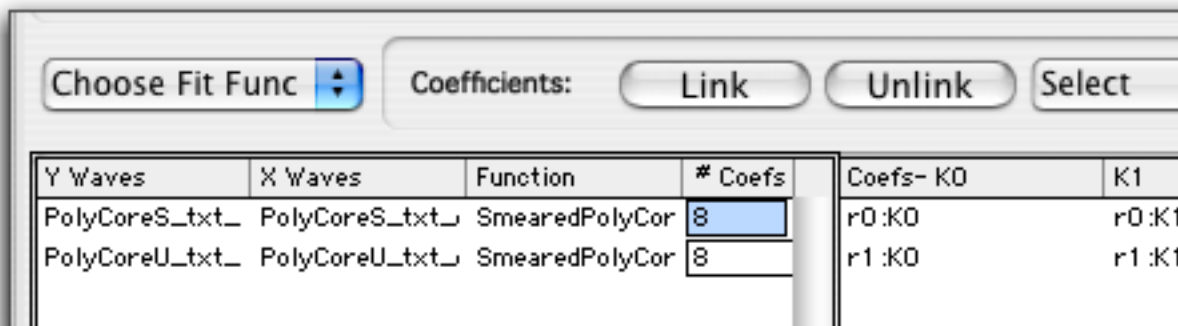 Choose Fit Func Coefficients: Link Unlink Select
Y Waves X Waves Function # Coefs Coefs- K0 K1
PolyCoreS_txt_ PolyCoreS_txt_ SmearedPolyCor 8 r0:K0 r0:K1
PolyCoreU_txt_ PolyCoreU_txt_ SmearedPolyCor 8 r1:K0 r1:K1